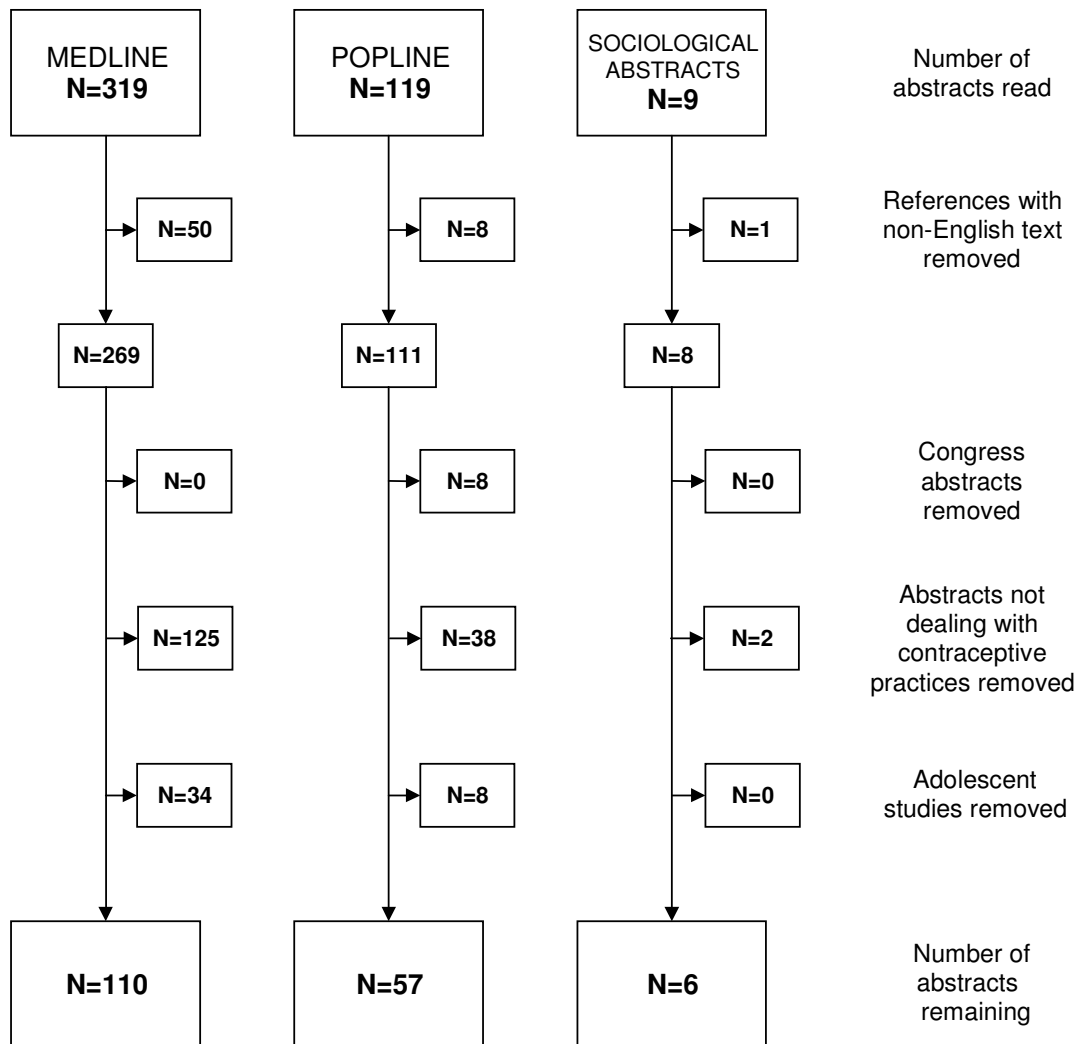 MEDLINE
N=319
POPLINE
N=119
SOCIOLOGICAL
ABSTRACTS
N=9
Number of
abstracts read
N=50
N=8
N=1
References with
non-English text
removed
N=269
N=111
N=8
N=0
N=8
N=0
Congress
abstracts
removed
N=125
N=38
N=2
Abstracts not
dealing with
contraceptive
practices removed
N=34
N=8
N=0
Adolescent
studies removed
N=110
N=57
N=6
Number of
abstracts
remaining